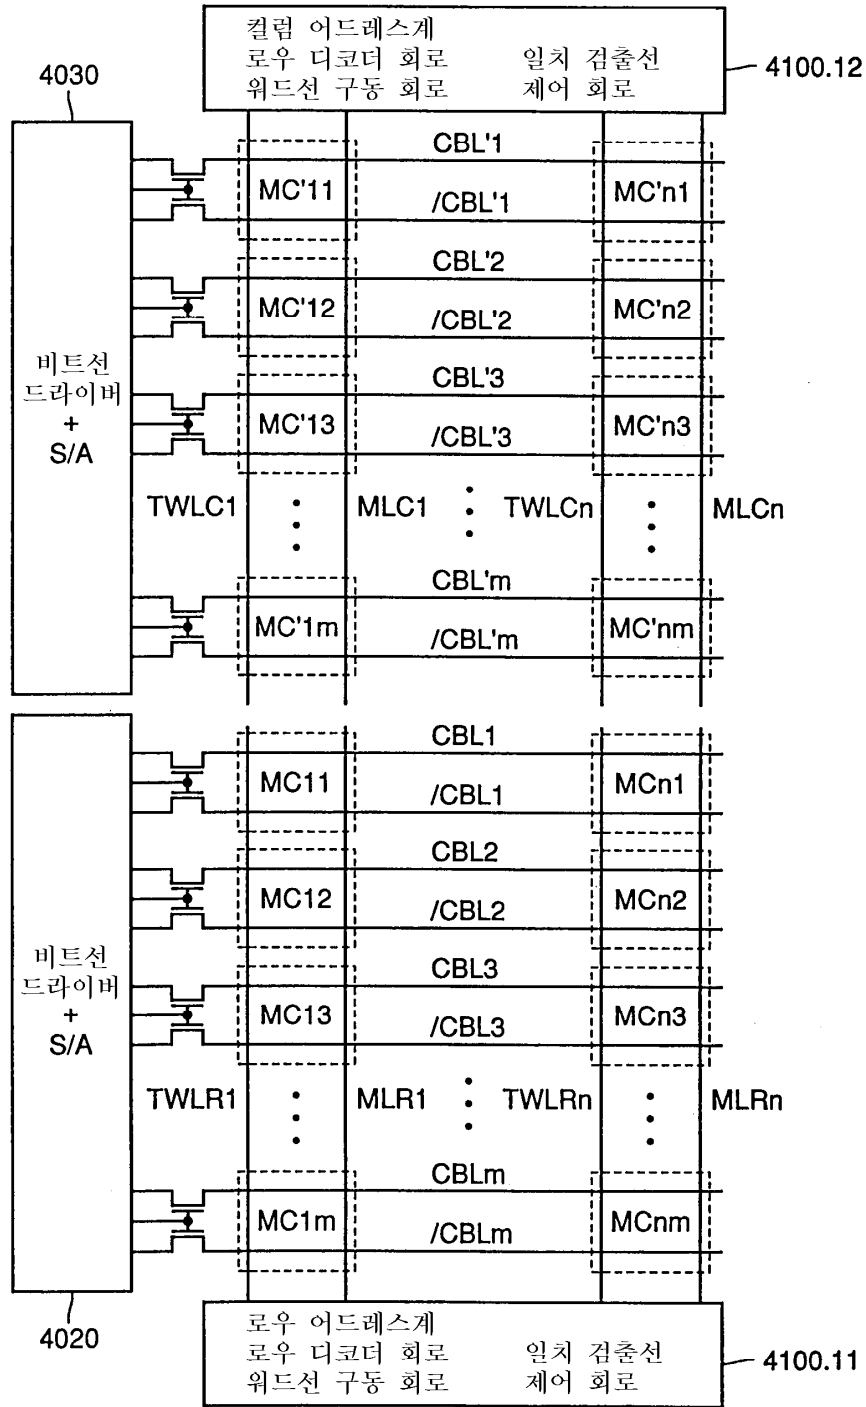 컬럼 어드레스계
로우 디코더 회로 일치 검출선
워드선 구동 회로 제어 회로
4100.12
4030
CBL'1
MC'11 MC'n1
/CBL'1
CBL'2
MC'12 MC'n2
/CBL'2
CBL'3
MC'13 MC'n3
/CBL'3
비트선
드라이버
+
S/A
TWLC1 MLC1 TWLCn MLCn
CBL'm
MC'1m MC'nm
/CBL'm
CBL1
MC11 MCn1
/CBL1
CBL2
MC12 MCn2
/CBL2
CBL3
MC13 MCn3
/CBL3
비트선
드라이버
+
S/A
TWLR1 MLR1 TWLRn MLRn
CBLm
MC1m MCnm
/CBLm
4020
로우 어드레스계
로우 디코더 회로 일치 검출선
워드선 구동 회로 제어 회로
4100.11